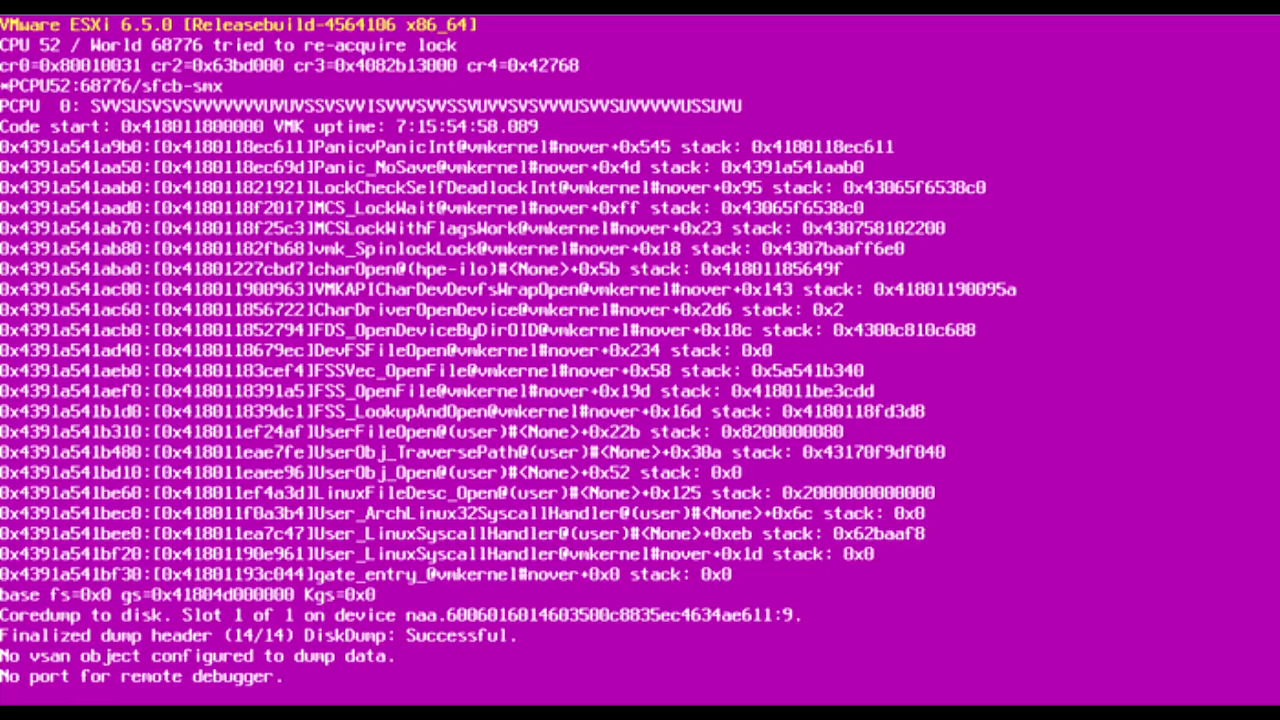 VMware ESXi 6.5.0 [Releasebuild-4564106 x86_64]
CPU 52 / World 68776 tried to re-acquire lock
cr0=0x80010031 cr2=0x63bd000 cr3=0x4082b13000 cr4=0x42768
*PCPU52:68776/sfcb-smx
PCPU  0: SVVSUSVSVSVVVVVVVUVUVSSVSVVISVVVSVVSSVUVVSVSVVVUSVVSUVVVVVUSSUVU
Code start: 0x418011800000 VMK uptime: 7:15:54:58.089
0x4391a541a9b0:[0x4180118ec611]PanicvPanicInt@vmkernel#nover+0x545 stack: 0x4180118ec611
0x4391a541aa50:[0x4180118ec69d]Panic_NoSave@vmkernel#nover+0x4d stack: 0x4391a541aab0
0x4391a541aab0:[0x418011821921]LockCheckSelfDeadlockInt@vmkernel#nover+0x95 stack: 0x43065f6538c0
0x4391a541aad0:[0x4180118f2017]MCS_LockWait@vmkernel#nover+0xff stack: 0x43065f6538c0
0x4391a541ab70:[0x4180118f25c3]MCSLockWithFlagsWork@vmkernel#nover+0x23 stack: 0x430758102200
0x4391a541ab80:[0x41801182fb68]vmk_SpinlockLock@vmkernel#nover+0x18 stack: 0x4307baaff6e0
0x4391a541aba0:[0x41801227cbd7]charOpen@(hpe-ilo)#<None>+0x5b stack: 0x41801185649f
0x4391a541ac00:[0x418011900963]VMKAPICharDevDevfsWrapOpen@vmkernel#nover+0x143 stack: 0x41801190095a
0x4391a541ac60:[0x418011856722]CharDriverOpenDevice@vmkernel#nover+0x2d6 stack: 0x2
0x4391a541acb0:[0x418011852794]FDS_OpenDeviceByDirOID@vmkernel#nover+0x18c stack: 0x4300c810c688
0x4391a541ad40:[0x4180118679ec]DevFSFileOpen@vmkernel#nover+0x234 stack: 0x0
0x4391a541aeb0:[0x41801183cef4]FSSVec_OpenFile@vmkernel#nover+0x58 stack: 0x5a541b340
0x4391a541aef0:[0x4180118391a5]FSS_OpenFile@vmkernel#nover+0x19d stack: 0x418011be3cdd
0x4391a541b1d0:[0x418011839dc1]FSS_LookupAndOpen@vmkernel#nover+0x16d stack: 0x4180118fd3d8
0x4391a541b310:[0x418011ef24af]UserFileOpen@(user)#<None>+0x22b stack: 0x8200000080
0x4391a541b480:[0x418011eae7fe]UserObj_TraversePath@(user)#<None>+0x30a stack: 0x43170f9df040
0x4391a541bd10:[0x418011eaee96]UserObj_Open@(user)#<None>+0x52 stack: 0x0
0x4391a541be60:[0x418011ef4a3d]LinuxFileDesc_Open@(user)#<None>+0x125 stack: 0x2000000000000
0x4391a541bec0:[0x418011f0a3b4]User_ArchLinux32SyscallHandler@(user)#<None>+0x6c stack: 0x0
0x4391a541bee0:[0x418011ea7c47]User_LinuxSyscallHandler@(user)#<None>+0xeb stack: 0x62baaf8
0x4391a541bf20:[0x41801190e961]User_LinuxSyscallHandler@vmkernel#nover+0x1d stack: 0x0
0x4391a541bf30:[0x41801193c044]gate_entry_@vmkernel#nover+0x0 stack: 0x0
base fs=0x0 gs=0x41804d000000 Kgs=0x0
Coredump to disk. Slot 1 of 1 on device naa.6006016014603500c8835ec4634ae611:9.
Finalized dump header (14/14) DiskDump: Successful.
No vsan object configured to dump data.
No port for remote debugger.